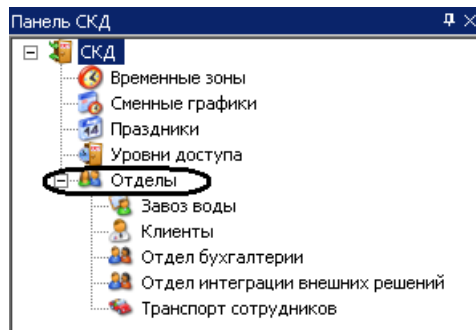 Панель СКД
СКД
Временные зоны
Сменные графики
Праздники
Уровни доступа
Отделы
Завоз воды
Клиенты
Отдел бухгалтерии
Отдел интеграции внешних решений
Транспорт сотрудников